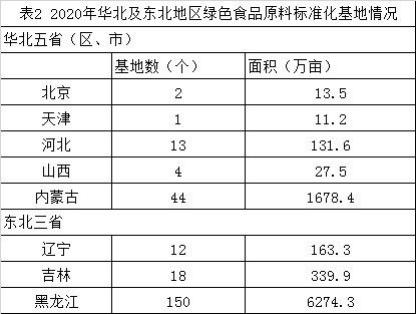 表2 2020年华北及东北地区绿色食品原料标准化基地情况
华北五省（区、市）
基地数（个） 面积（万亩）
北京 2 13.5
天津 1 11.2
河北 13 131.6
山西 4 27.5
内蒙古 44 1678.4
东北三省
辽宁 12 163.3
吉林 18 339.9
黑龙江 150 6274.3